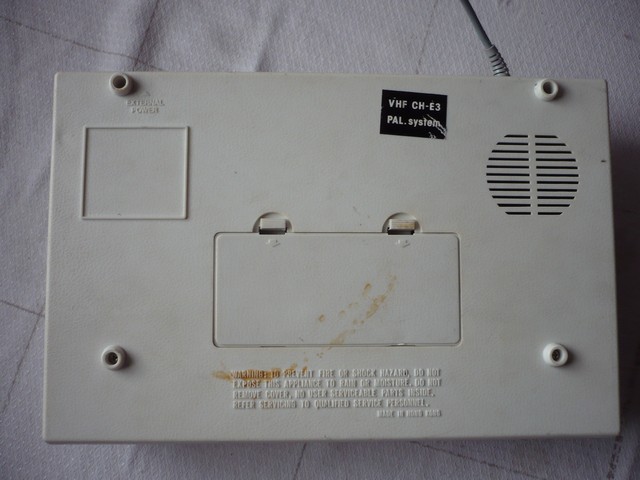 EXTERNAL
POWER
VHF CH-E3
PAL.system
WARNING: TO PREVENT FIRE OR SHOCK HAZARD, DO NOT
EXPOSE THIS APPLIANCE TO RAIN OR MOISTURE. DO NOT
REMOVE COVER. NO USER SERVICEABLE PARTS INSIDE.
REFER SERVICING TO QUALIFIED SERVICE PERSONNEL.
MADE IN HONG KONG